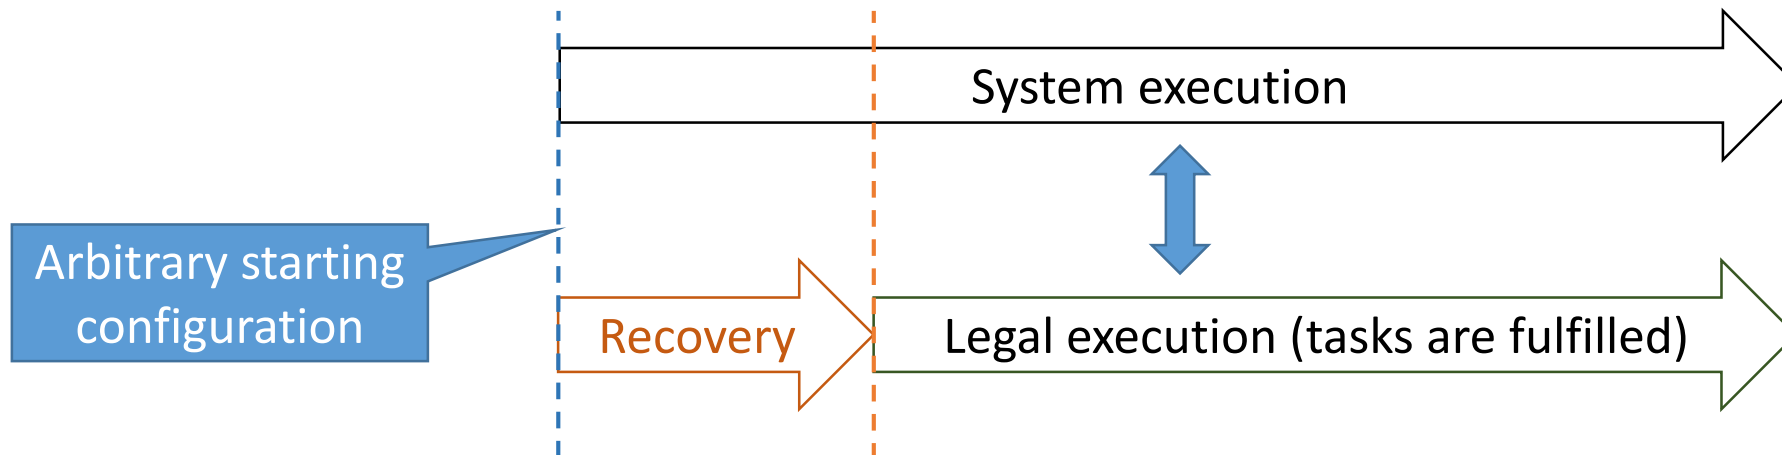 System execution
Arbitrary starting
configuration
Recovery
Legal execution (tasks are fulfilled)